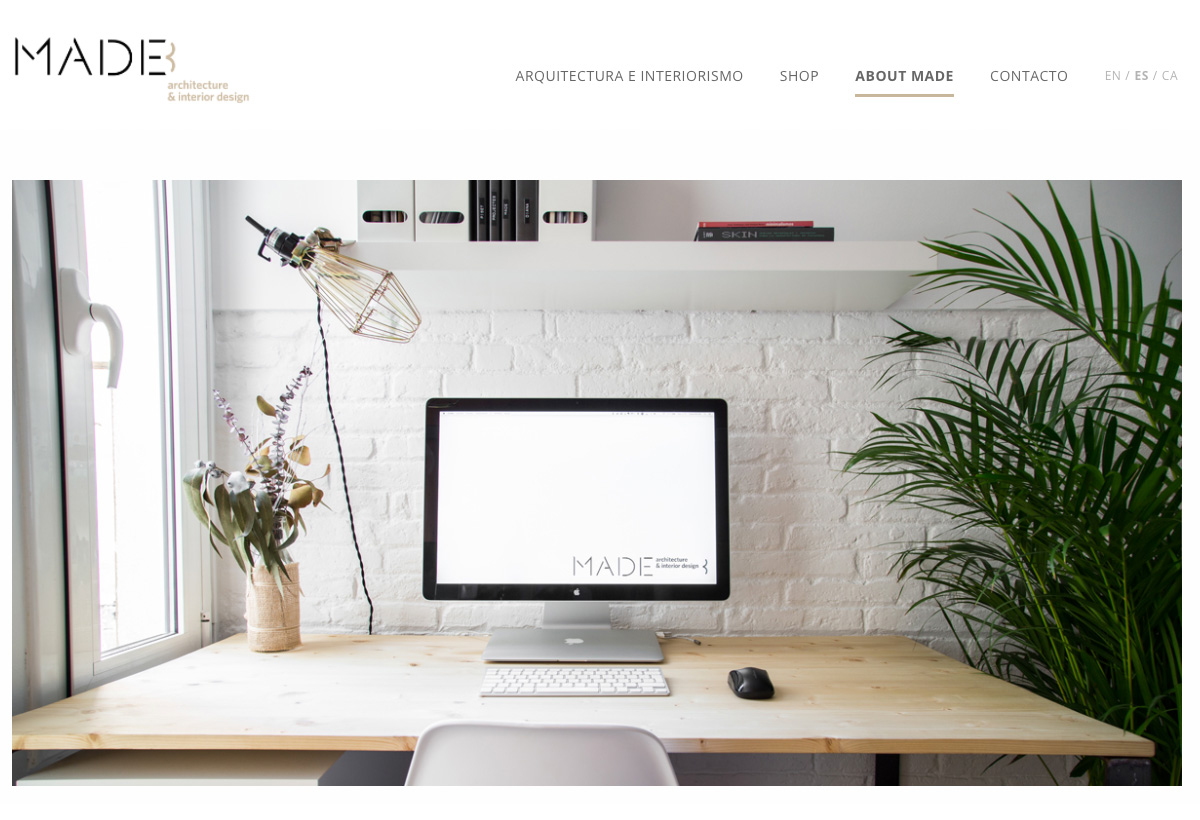 MADE
architecture
& interior design
ARQUITECTURA E INTERIORISMO
SHOP
ABOUT MADE
CONTACTO
EN / ES / CA
SKIN
MADE
architecture
& interior design